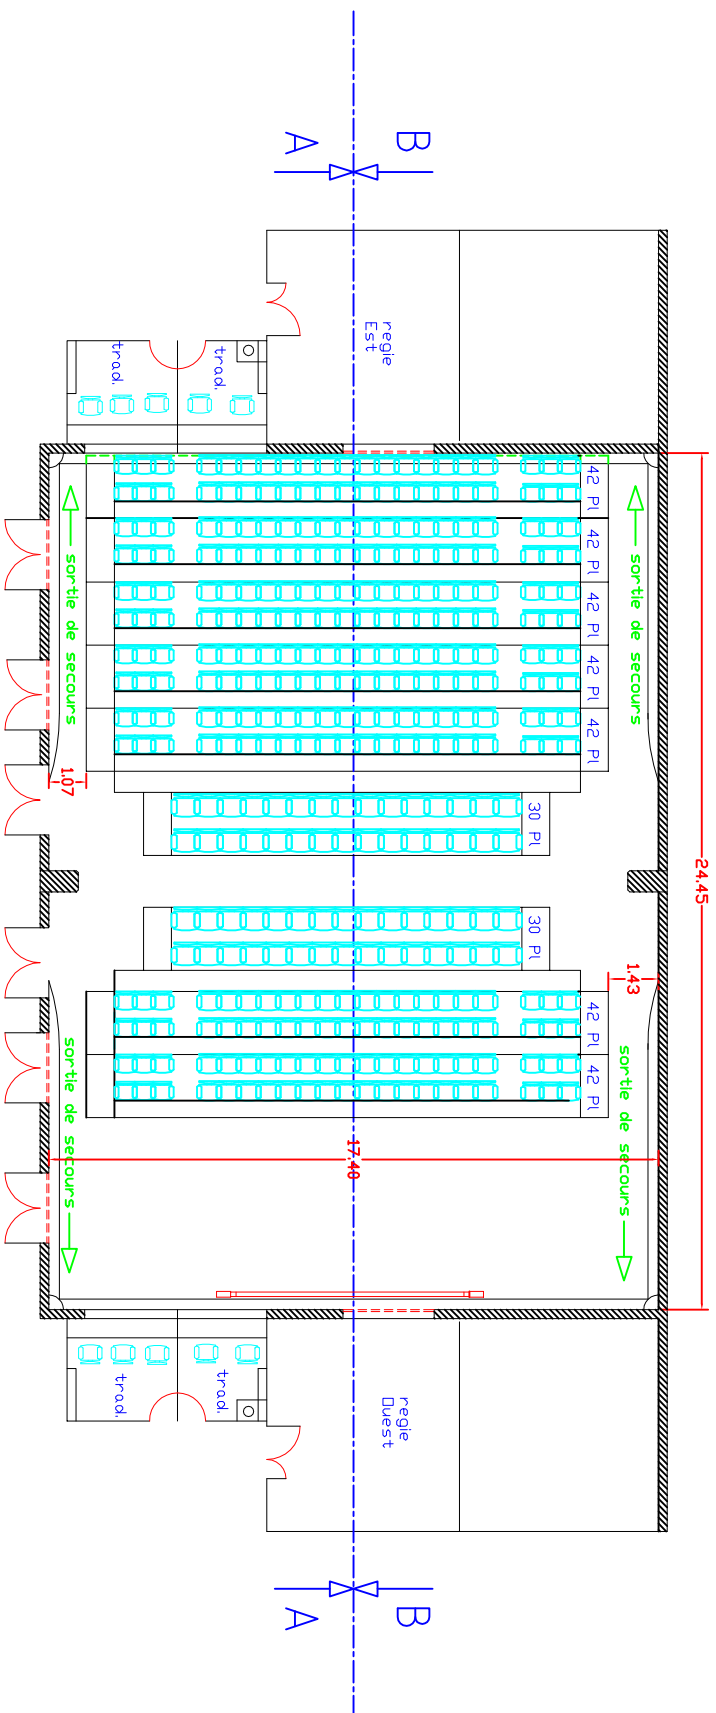 B
A
regie
Est
trad.
trad.
42 Pl
42 Pl
42 Pl
42 Pl
42 Pl
sortie de secours
sortie de secours
1.07
30 Pl
24.45
30 Pl
1.43
42 Pl
42 Pl
sortie de secours
sortie de secours
17.40
trad.
trad.
regie
Ouest
B
A